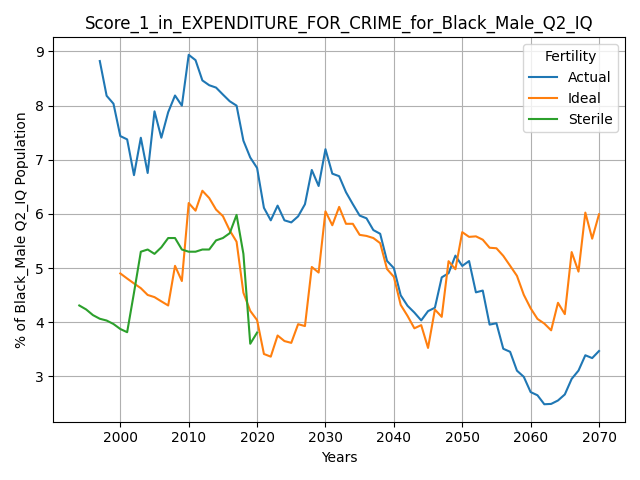 Score_1_in_EXPENDITURE_FOR_CRIME_for_Black_Male_Q2_IQ
Fertility
Actual
Ideal
Sterile
% of Black_Male Q2_IQ Population
9
8
7
6
5
4
3
2000 2010 2020 2030 2040 2050 2060 2070
Years